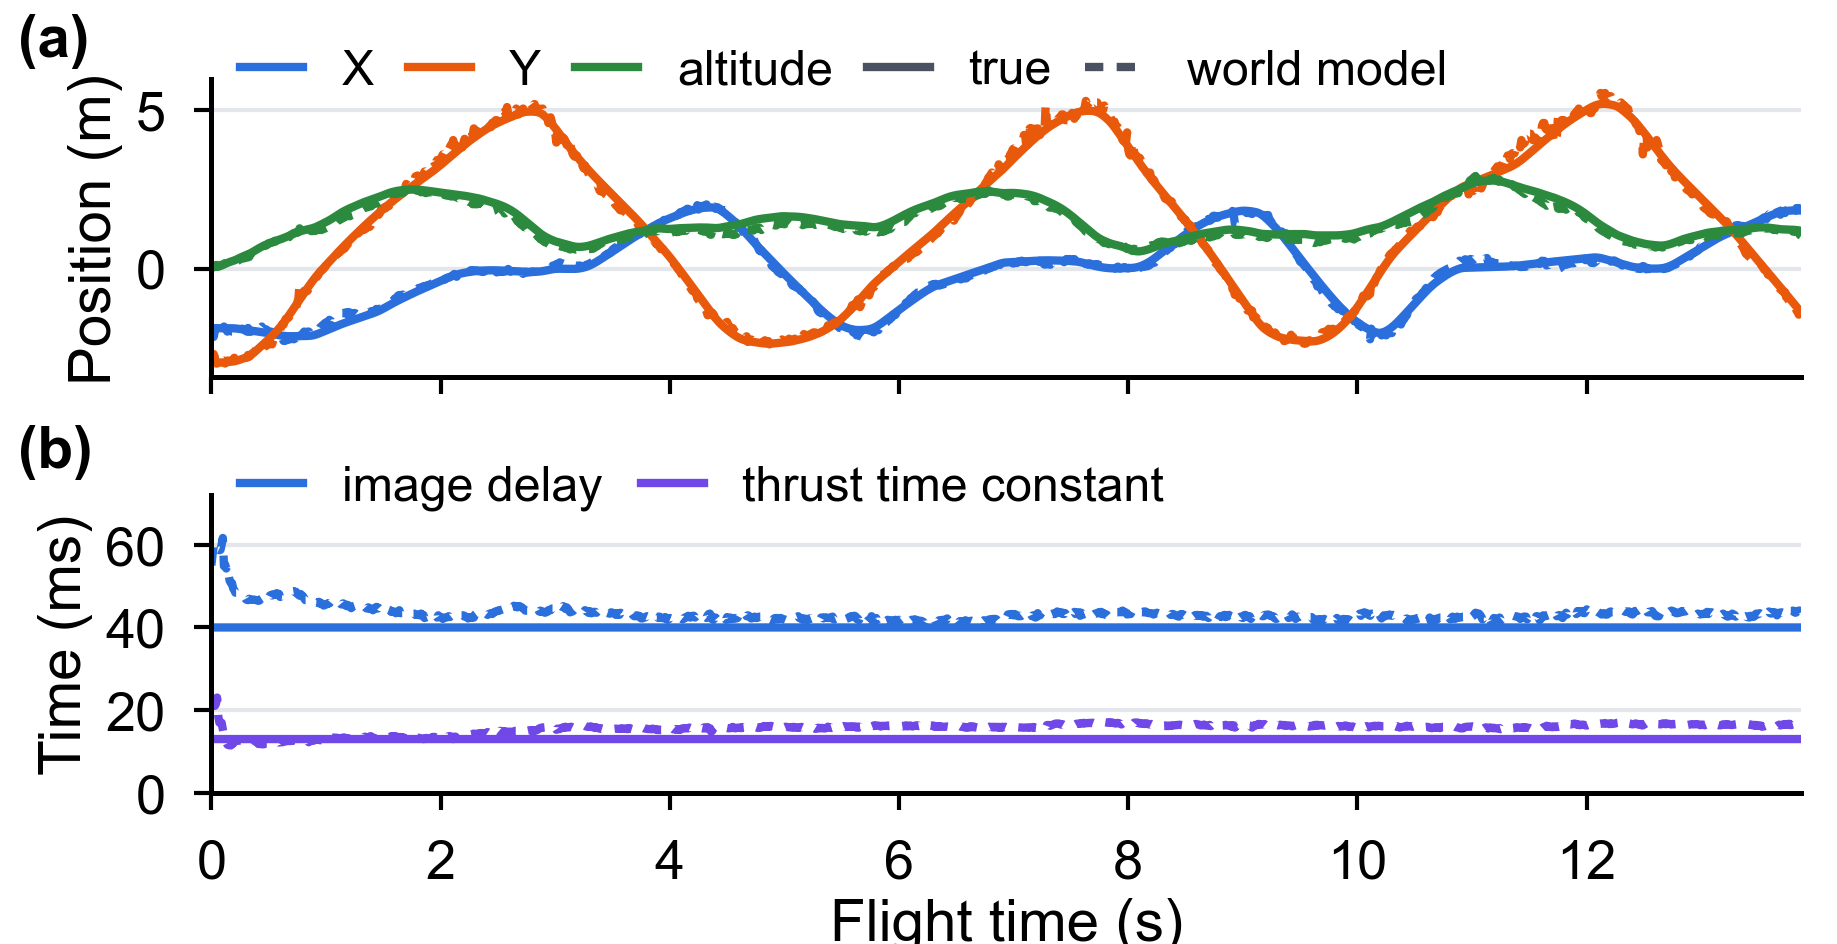 (a)
X Y altitude true world model
Position (m)
5
0
(b)
image delay thrust time constant
Time (ms)
60
40
20
0
0 2 4 6 8 10 12
Flight time (s)